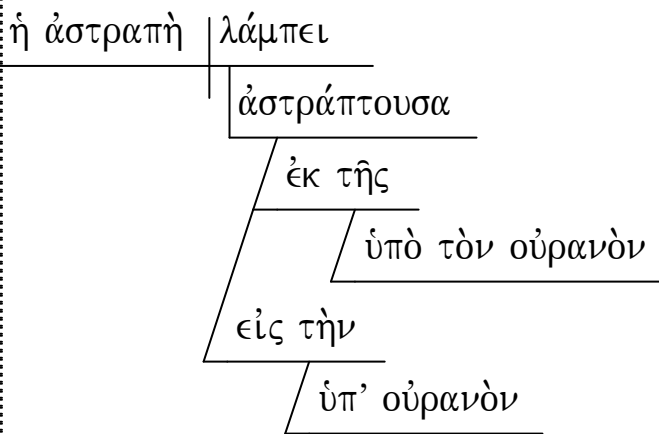 ἡ ἀστραπὴ λάμπει
ἀστράπτουσα
ἐκ τῆς
ὑπὸ τὸν οὐρανὸν
εἰς τὴν
ὑπ’ οὐρανὸν